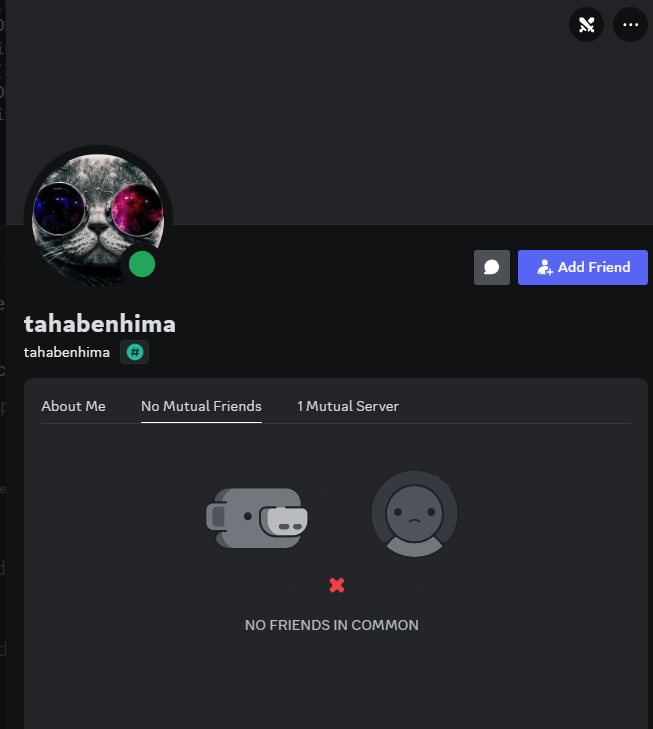 tahabenhima
tahabenhima
Add Friend
About Me
No Mutual Friends
1 Mutual Server
NO FRIENDS IN COMMON